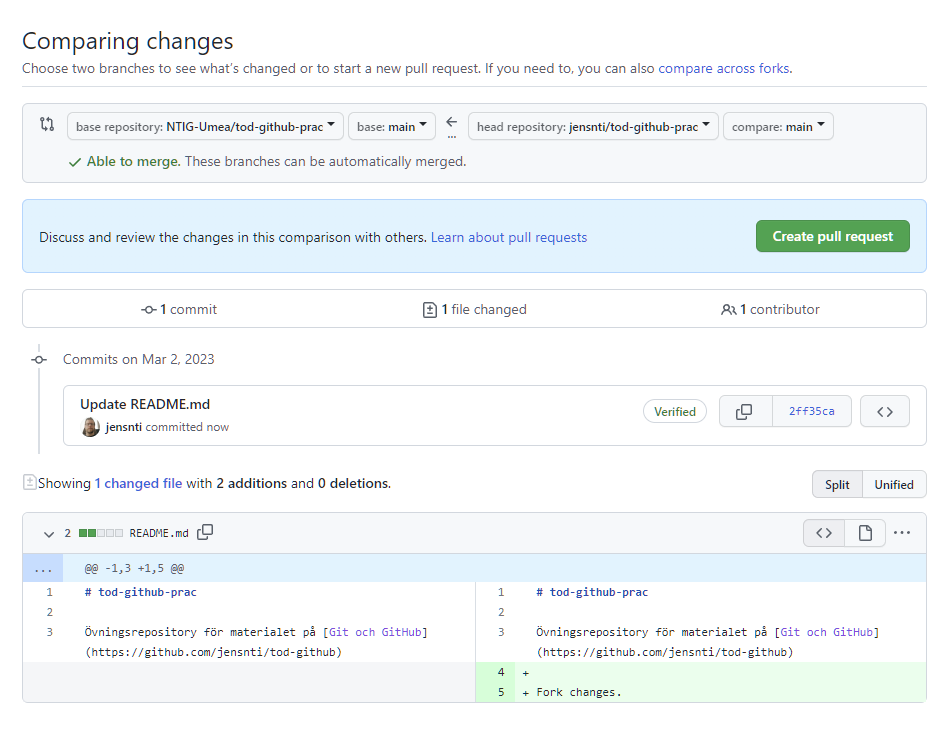 Comparing changes
Choose two branches to see what's changed or to start a new pull request. If you need to, you can also compare across forks.
base repository: NTIG-Umea/tod-github-prac base: main ... head repository: jensnti/tod-github-prac compare: main
Able to merge. These branches can be automatically merged.
Discuss and review the changes in this comparison with others. Learn about pull requests Create pull request
1 commit 1 file changed 1 contributor
Commits on Mar 2, 2023
Update README.md
jensnti committed now
Verified 2ff35ca
Showing 1 changed file with 2 additions and 0 deletions. Split Unified
2 README.md
... @@ -1,3 +1,5 @@
1 # tod-github-prac 1 # tod-github-prac
2 2
3 Övningsrepository för materialet på [Git och GitHub] 3 Övningsrepository för materialet på [Git och GitHub]
(https://github.com/jensnti/tod-github) (https://github.com/jensnti/tod-github)
4 +
5 + Fork changes.